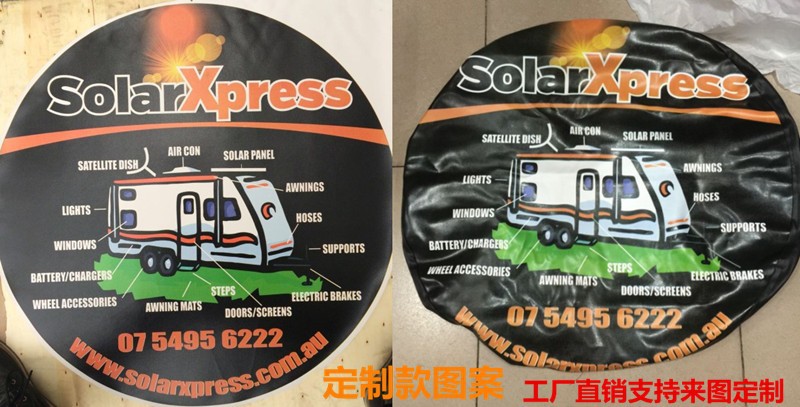 SolarXpress
SATELLITE DISH
AIR CON
SOLAR PANEL
AWNINGS
LIGHTS
HOSES
WINDOWS
SUPPORTS
BATTERY/CHARGERS
STEPS
ELECTRIC BRAKES
WHEEL ACCESSORIES
AWNING MATS
DOORS/SCREENS
07 5495 6222
www.solarxpress.com.au
SolarXpress
SATELLITE DISH
AIR CON
SOLAR PANEL
AWNINGS
LIGHTS
HOSES
WINDOWS
SUPPORTS
BATTERY/CHARGERS
STEPS
ELECTRIC BRAKES
WHEEL ACCESSORIES
AWNING MATS
DOORS/SCREENS
07 5495 6222
www.solarxpress.com.au
定制款图案
工厂直销支持来图定制